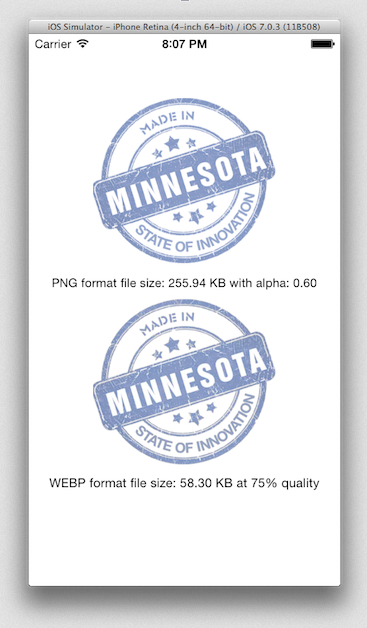 iOS Simulator - iPhone Retina (4-inch 64-bit) / iOS 7.0.3 (11B508)
Carrier 8:07 PM
MADE IN
MINNESOTA
STATE OF INNOVATION
PNG format file size: 255.94 KB with alpha: 0.60
MADE IN
MINNESOTA
STATE OF INNOVATION
WEBP format file size: 58.30 KB at 75% quality